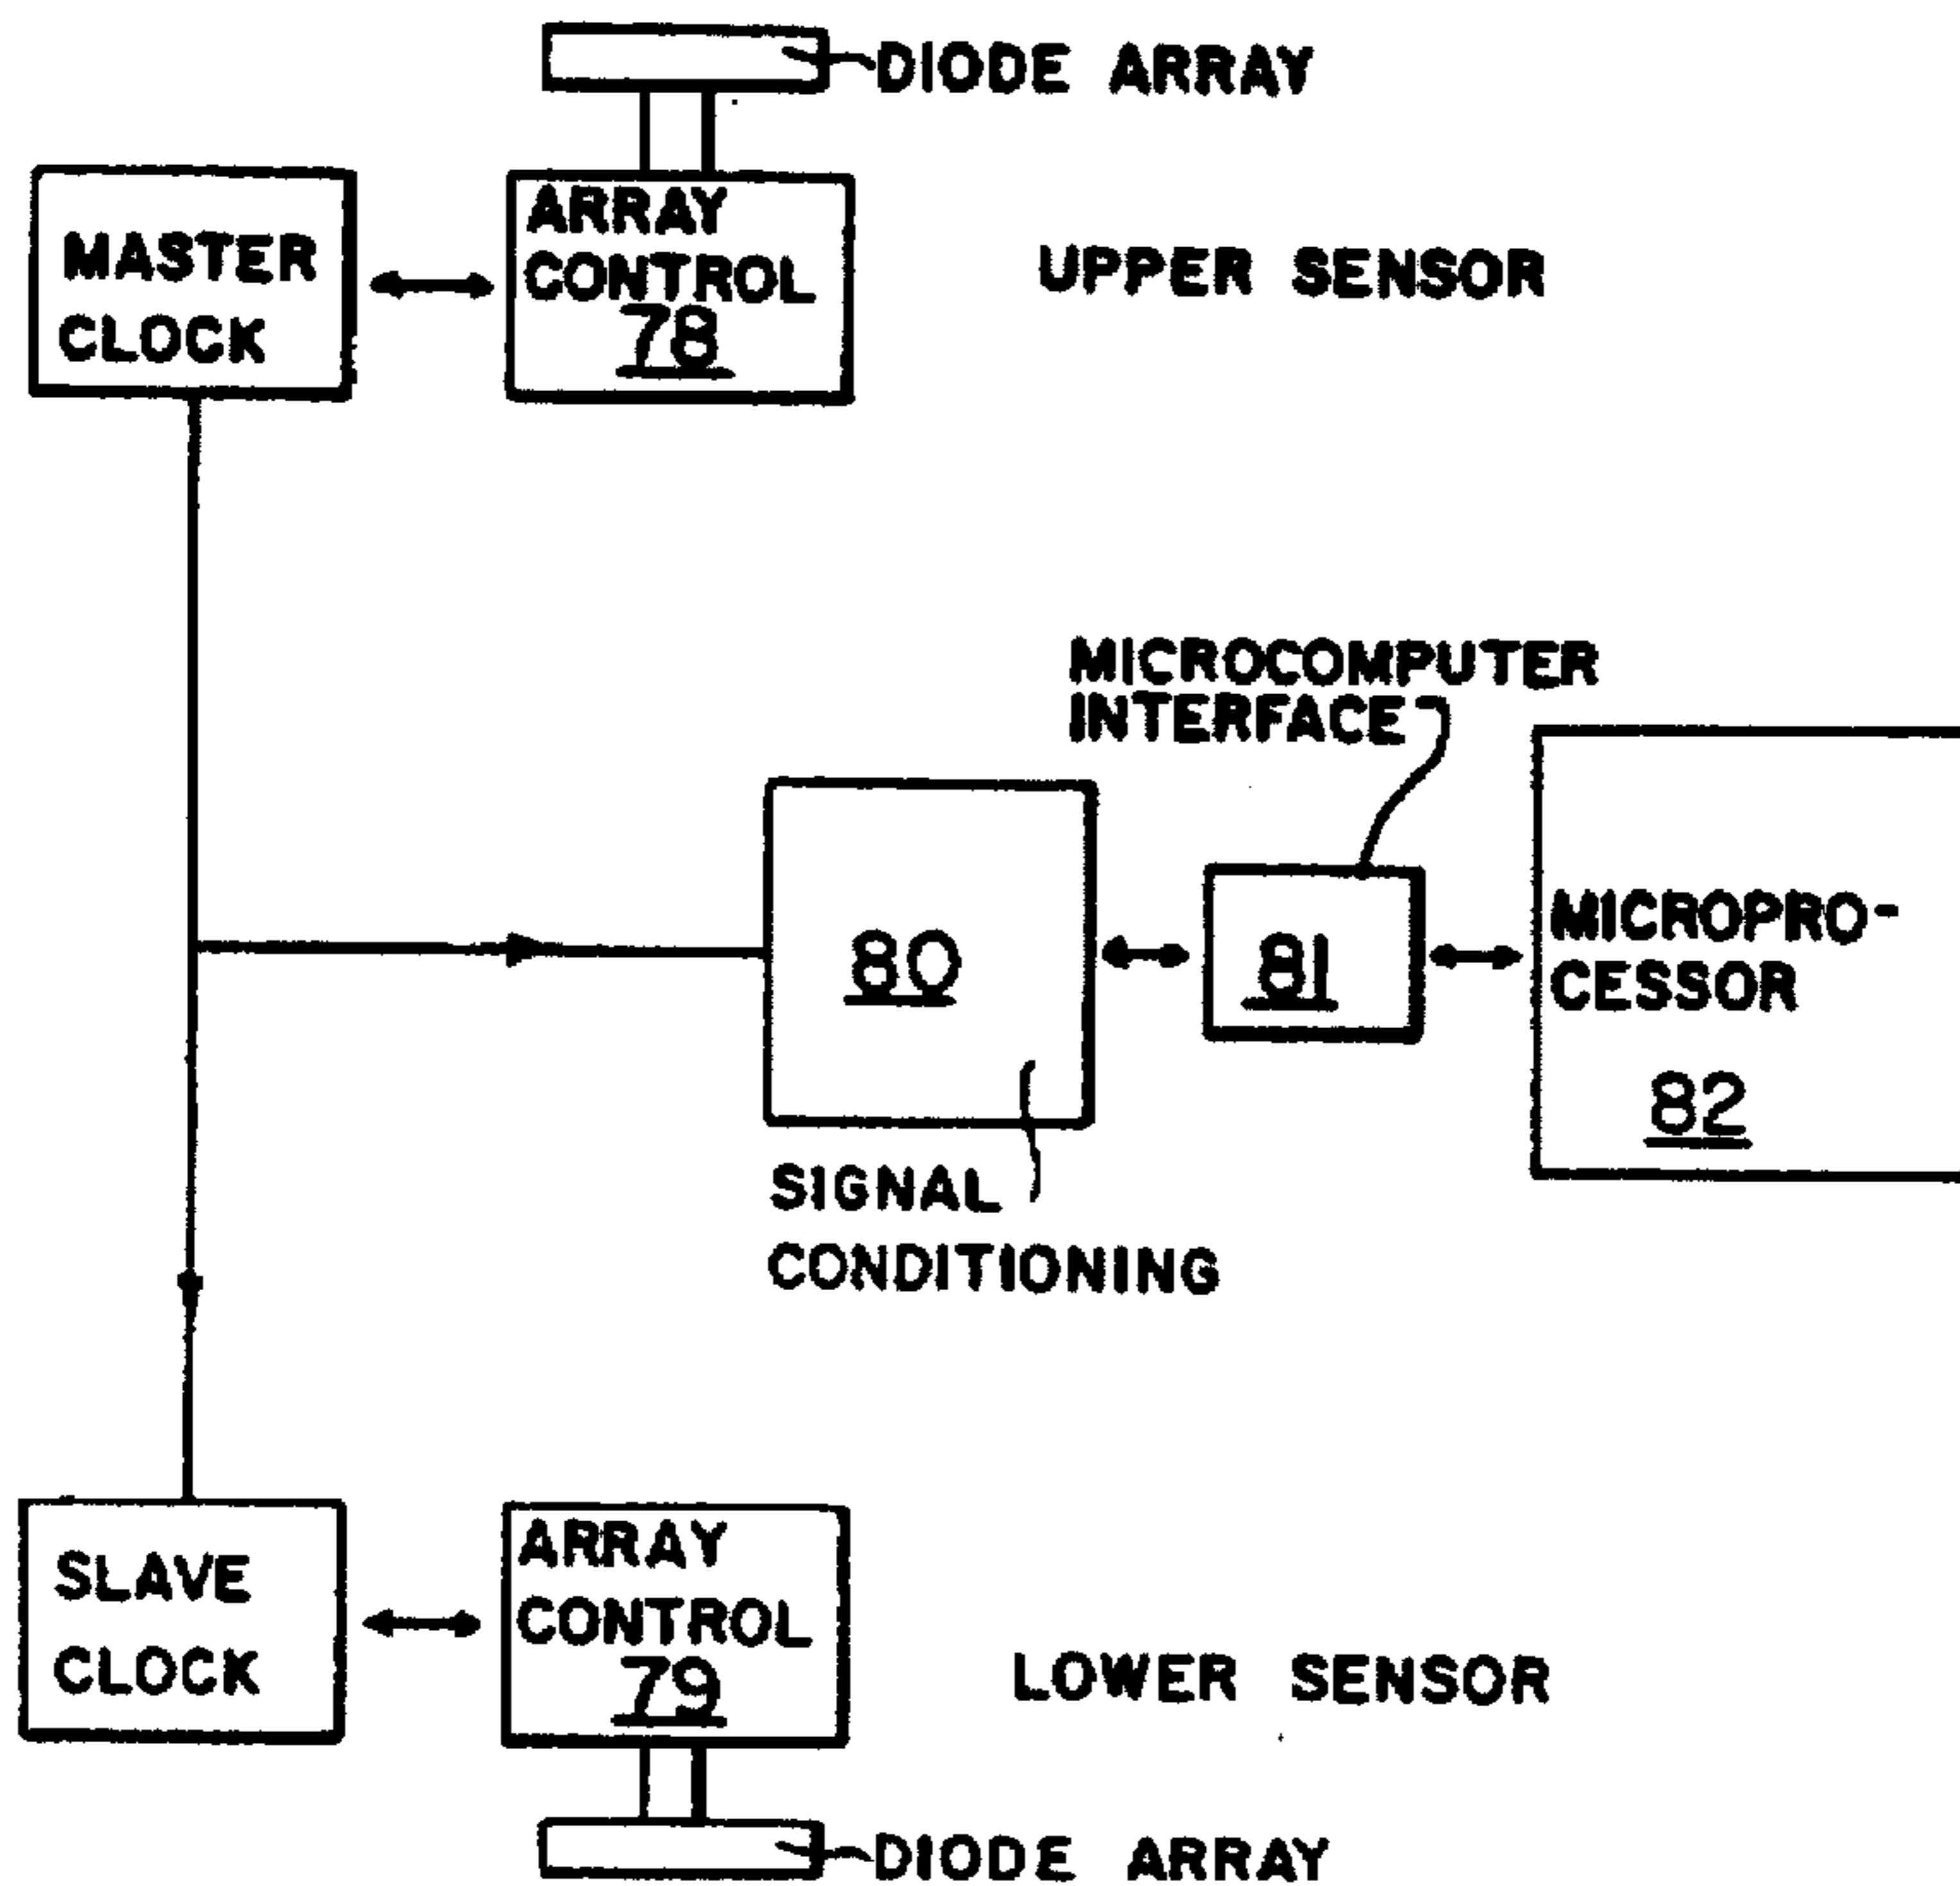 DIODE ARRAY
MASTER
CLOCK
ARRAY
CONTROL
78
UPPER SENSOR
MICROCOMPUTER
INTERFACE
80
81
MICROPRO-
CESSOR
82
SIGNAL
CONDITIONING
SLAVE
CLOCK
ARRAY
CONTROL
79
LOWER SENSOR
DIODE ARRAY